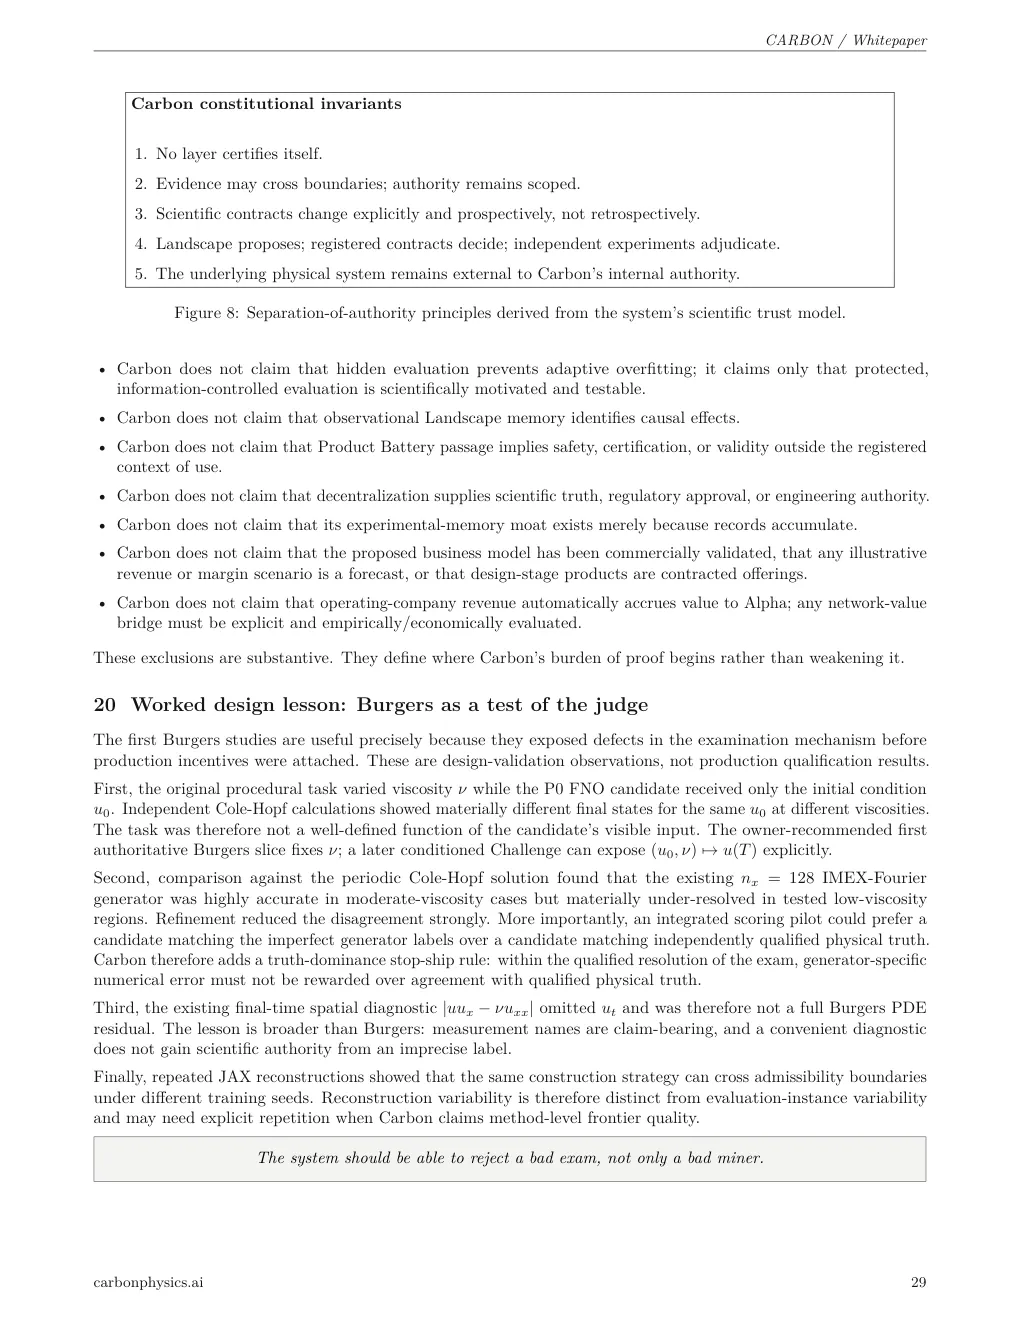 CARBON / Whitepaper
Carbon constitutional invariants
1. No layer certifies itself.
2. Evidence may cross boundaries; authority remains scoped.
3. Scientific contracts change explicitly and prospectively, not retrospectively.
4. Landscape proposes; registered contracts decide; independent experiments adjudicate.
5. The underlying physical system remains external to Carbon's internal authority.
Figure 8: Separation-of-authority principles derived from the system's scientific trust model.
• Carbon does not claim that hidden evaluation prevents adaptive overfitting; it claims only that protected,
information-controlled evaluation is scientifically motivated and testable.
• Carbon does not claim that observational Landscape memory identifies causal effects.
• Carbon does not claim that Product Battery passage implies safety, certification, or validity outside the registered
context of use.
• Carbon does not claim that decentralization supplies scientific truth, regulatory approval, or engineering authority.
• Carbon does not claim that its experimental-memory moat exists merely because records accumulate.
• Carbon does not claim that the proposed business model has been commercially validated, that any illustrative
revenue or margin scenario is a forecast, or that design-stage products are contracted offerings.
• Carbon does not claim that operating-company revenue automatically accrues value to Alpha; any network-value
bridge must be explicit and empirically/economically evaluated.
These exclusions are substantive. They define where Carbon's burden of proof begins rather than weakening it.
20 Worked design lesson: Burgers as a test of the judge
The first Burgers studies are useful precisely because they exposed defects in the examination mechanism before
production incentives were attached. These are design-validation observations, not production qualification results.
First, the original procedural task varied viscosity ν while the P0 FNO candidate received only the initial condition
u₀. Independent Cole-Hopf calculations showed materially different final states for the same u₀ at different viscosities.
The task was therefore not a well-defined function of the candidate's visible input. The owner-recommended first
authoritative Burgers slice fixes ν; a later conditioned Challenge can expose (u₀, ν) ↦ u(T) explicitly.
Second, comparison against the periodic Cole-Hopf solution found that the existing nₓ = 128 IMEX-Fourier
generator was highly accurate in moderate-viscosity cases but materially under-resolved in tested low-viscosity
regions. Refinement reduced the disagreement strongly. More importantly, an integrated scoring pilot could prefer a
candidate matching the imperfect generator labels over a candidate matching independently qualified physical truth.
Carbon therefore adds a truth-dominance stop-ship rule: within the qualified resolution of the exam, generator-specific
numerical error must not be rewarded over agreement with qualified physical truth.
Third, the existing final-time spatial diagnostic |uuₓ − νuₓₓ| omitted uₜ and was therefore not a full Burgers PDE
residual. The lesson is broader than Burgers: measurement names are claim-bearing, and a convenient diagnostic
does not gain scientific authority from an imprecise label.
Finally, repeated JAX reconstructions showed that the same construction strategy can cross admissibility boundaries
under different training seeds. Reconstruction variability is therefore distinct from evaluation-instance variability
and may need explicit repetition when Carbon claims method-level frontier quality.
The system should be able to reject a bad exam, not only a bad miner.
carbonphysics.ai
29